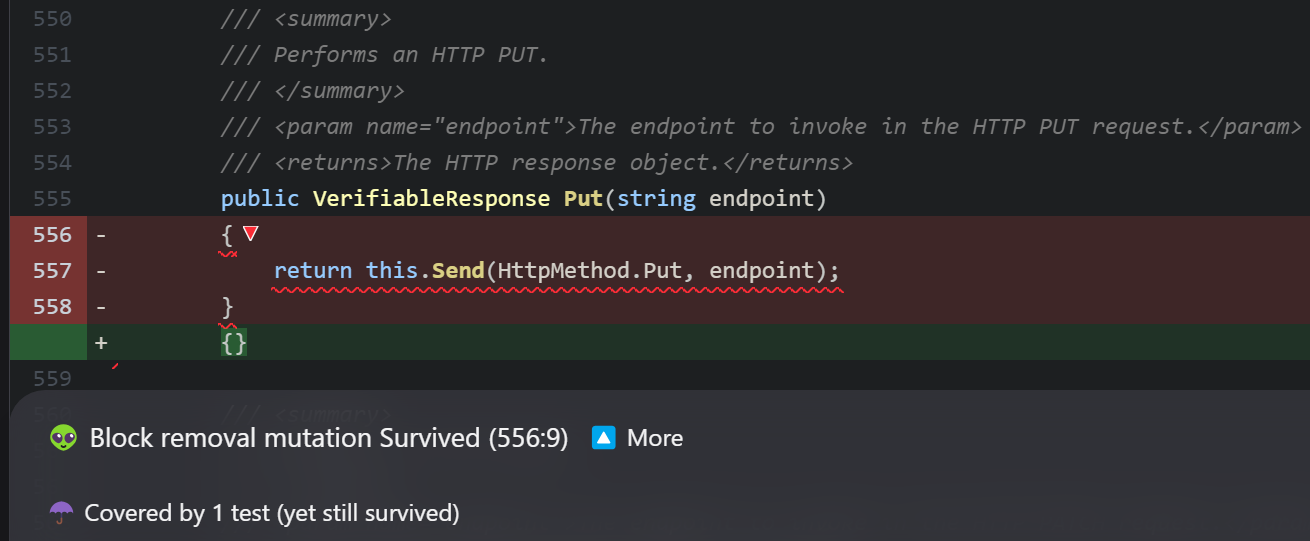 550 /// <summary>
551 /// Performs an HTTP PUT.
552 /// </summary>
553 /// <param name="endpoint">The endpoint to invoke in the HTTP PUT request.</param>
554 /// <returns>The HTTP response object.</returns>
555 public VerifiableResponse Put(string endpoint)
556 - {
557 - return this.Send(HttpMethod.Put, endpoint);
558 - }
+ {}
559
/// <summary>
👽 Block removal mutation Survived (556:9) 🔼 More
☂️ Covered by 1 test (yet still survived)